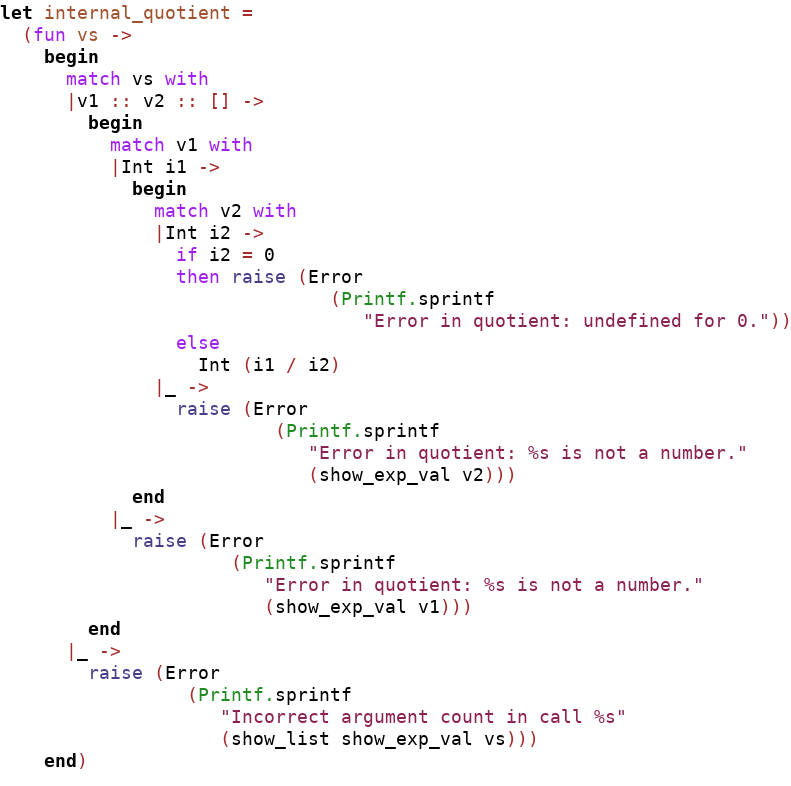 let internal_quotient =
  (fun vs ->
    begin
      match vs with
      |v1 :: v2 :: [] ->
        begin
          match v1 with
          |Int i1 ->
            begin
              match v2 with
              |Int i2 ->
                if i2 = 0
                then raise (Error
                              (Printf.sprintf
                                 "Error in quotient: undefined for 0."))
                else
                  Int (i1 / i2)
              |_ ->
                raise (Error
                         (Printf.sprintf
                            "Error in quotient: %s is not a number."
                            (show_exp_val v2)))
            end
          |_ ->
            raise (Error
                     (Printf.sprintf
                        "Error in quotient: %s is not a number."
                        (show_exp_val v1)))
        end
      |_ ->
        raise (Error
                 (Printf.sprintf
                    "Incorrect argument count in call %s"
                    (show_list show_exp_val vs)))
    end)